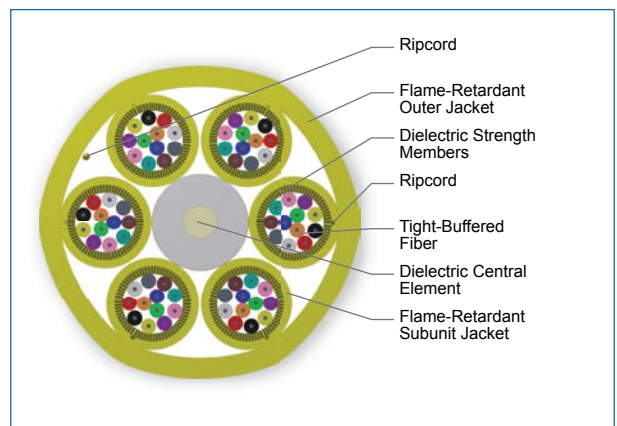 Ripcord
Flame-Retardant
Outer Jacket
Dielectric Strength
Members
Ripcord
Tight-Buffered
Fiber
Dielectric Central
Element
Flame-Retardant
Subunit Jacket